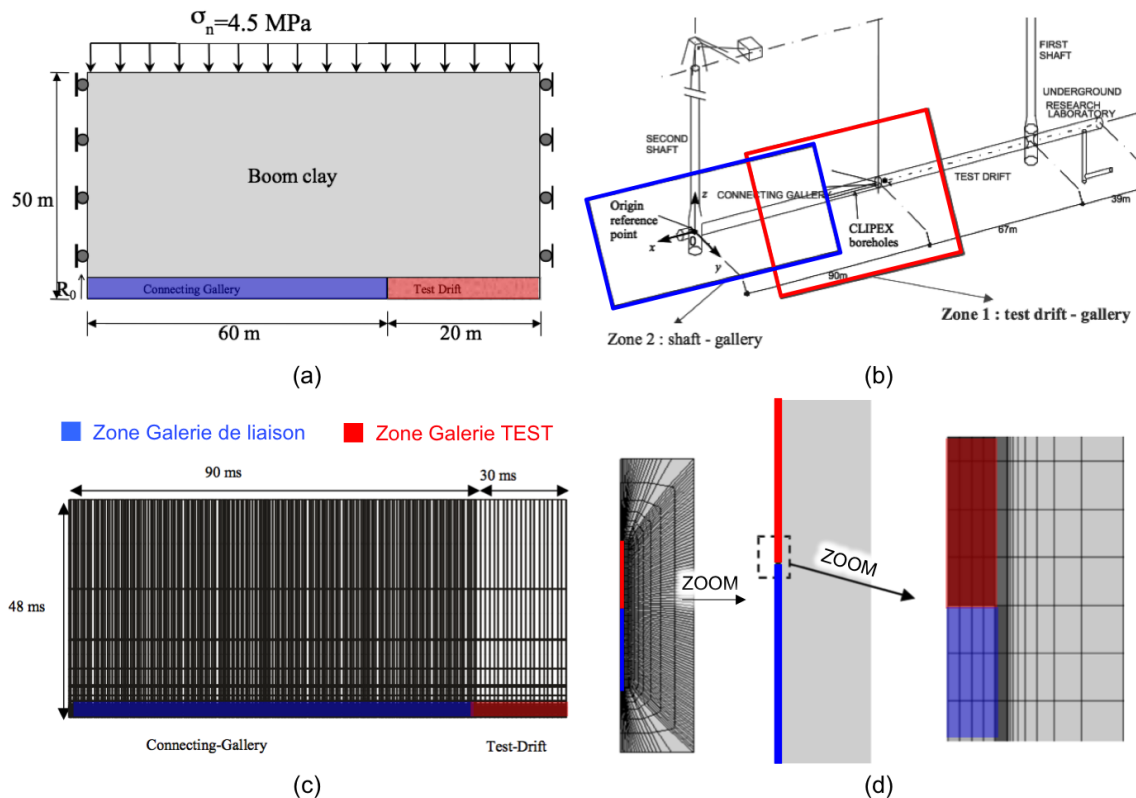 σn=4.5 MPa
Boom clay
50 m
R0
Connecting Gallery
Test Drift
60 m
20 m
(a)
FIRST
SHAFT
UNDERGROUND
RESEARCH
LABORATORY
SECOND
SHAFT
TEST DRIFT
CONNECTING GALLERY
z
Origin
reference
point
CLIPEX
boreholes
39m
x
0
y
67m
90m
Zone 1 : test drift - gallery
Zone 2 : shaft - gallery
(b)
Zone Galerie de liaison
Zone Galerie TEST
90 ms
30 ms
48 ms
Connecting-Gallery
Test-Drift
(c)
ZOOM
ZOOM
(d)